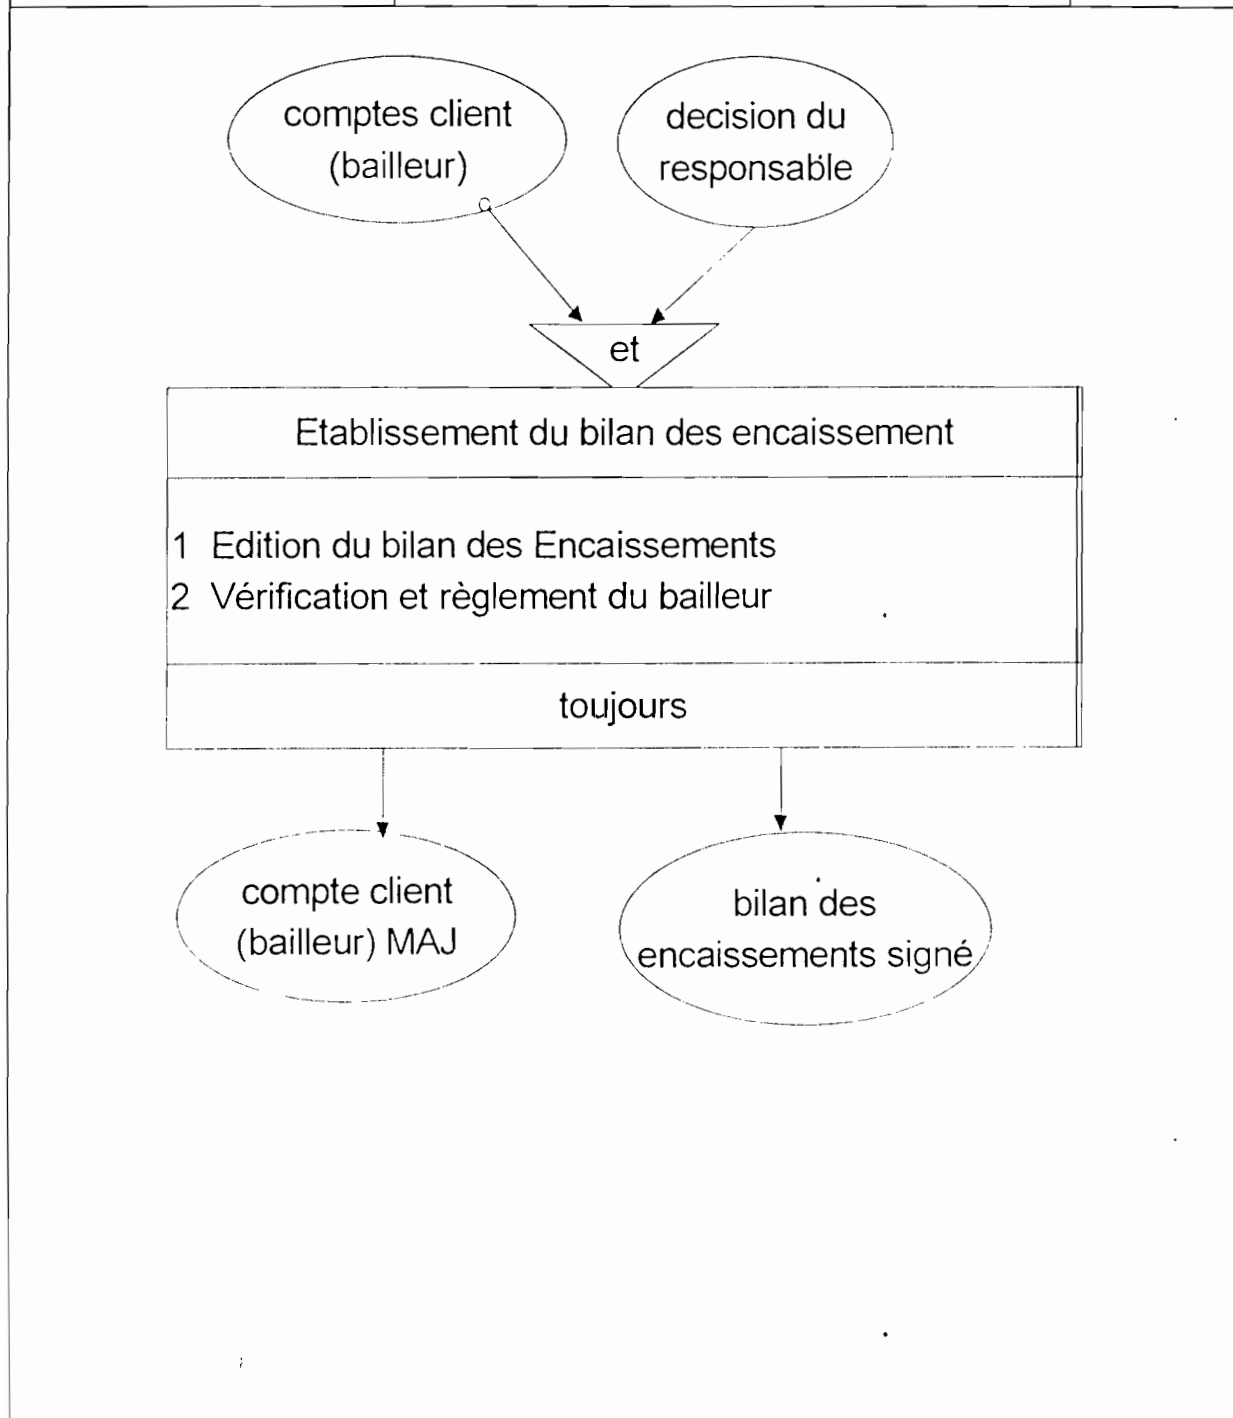 comptes client
(bailleur)
decision du
responsable
et
Etablissement du bilan des encaissement
1 Edition du bilan des Encaissements
2 Vérification et règlement du bailleur
toujours
compte client
(bailleur) MAJ
bilan des
encaissements signé